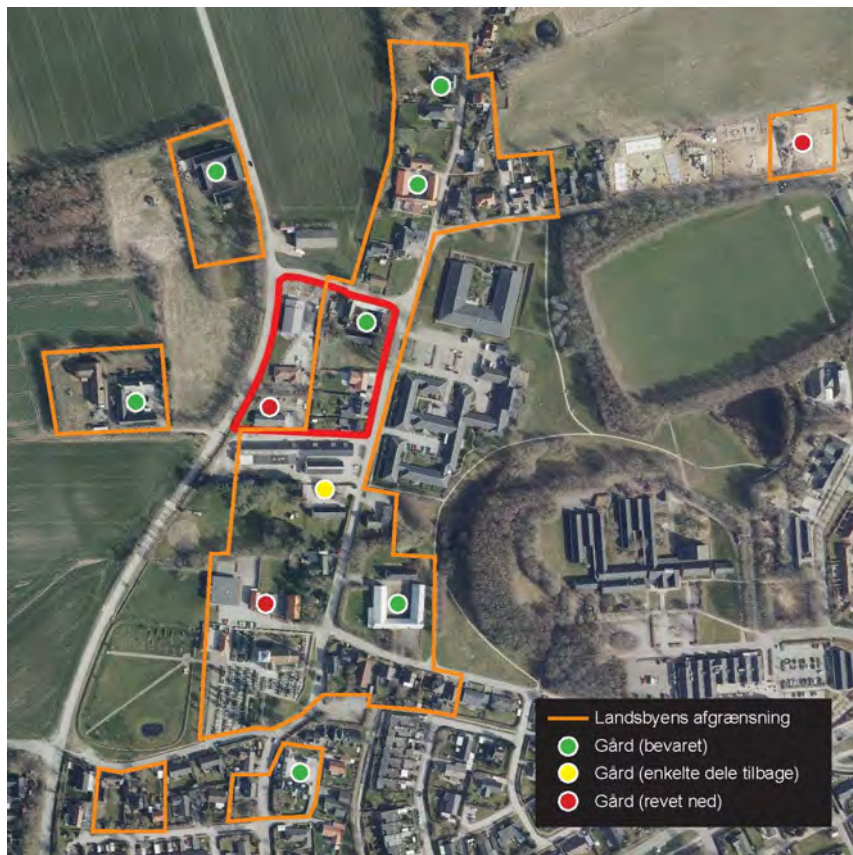 Landsbyens afgrænsning
Gård (bevaret)
Gård (enkelte dele tilbage)
Gård (revet ned)